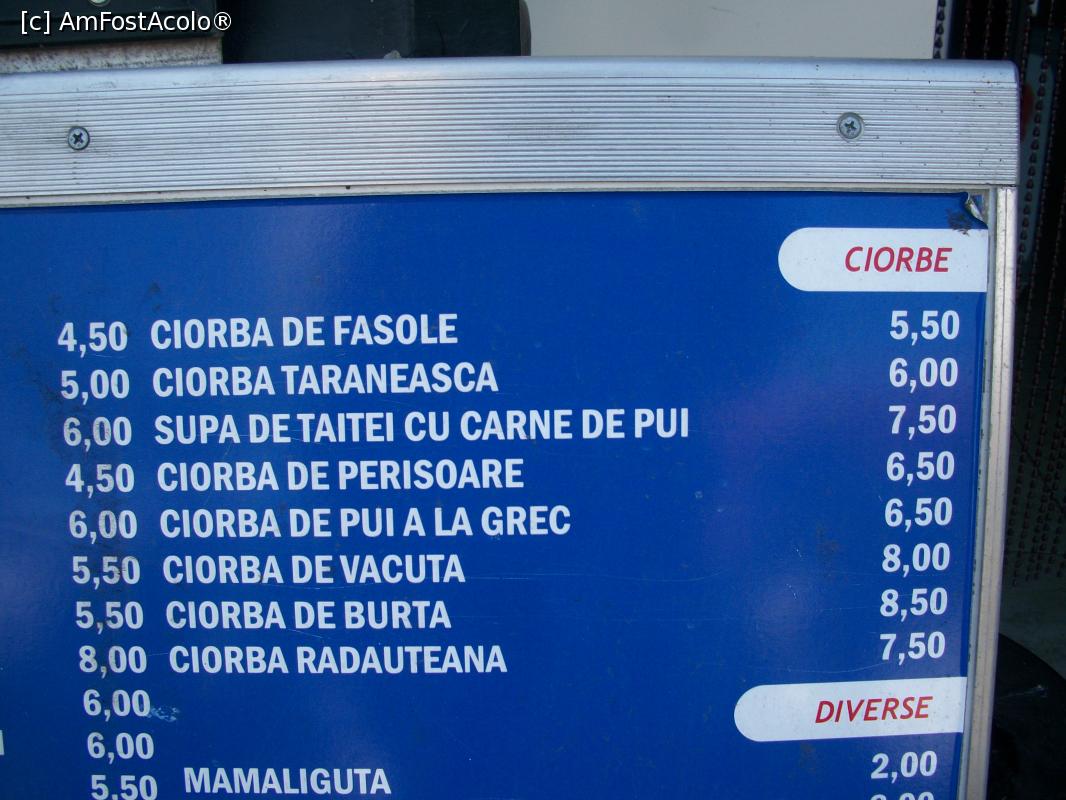 [c] AmFostAcolo®
CIORBE
4,50 CIORBA DE FASOLE 5,50
5,00 CIORBA TARANEASCA 6,00
6,00 SUPA DE TAITEI CU CARNE DE PUI 7,50
4,50 CIORBA DE PERISOARE 6,50
6,00 CIORBA DE PUI A LA GREC 6,50
5,50 CIORBA DE VACUTA 8,00
5,50 CIORBA DE BURTA 8,50
8,00 CIORBA RADAUTEANA 7,50
6,00
DIVERSE
6,00
5,50 MAMALIGUTA 2,00